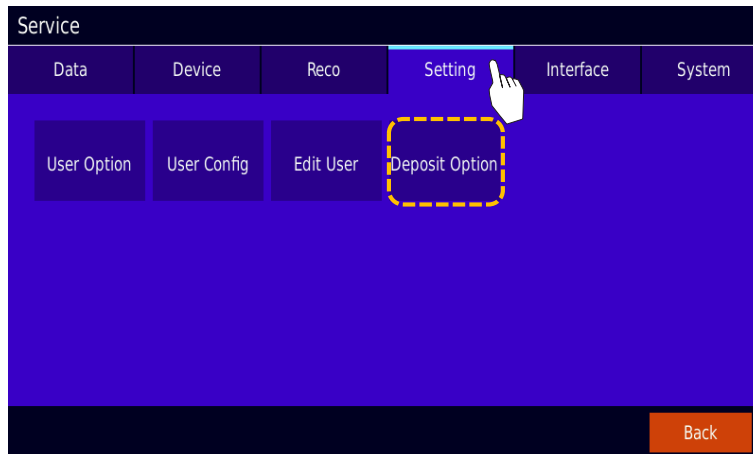 Service
Data Device Reco Setting Interface System
User Option User Config Edit User Deposit Option
Back